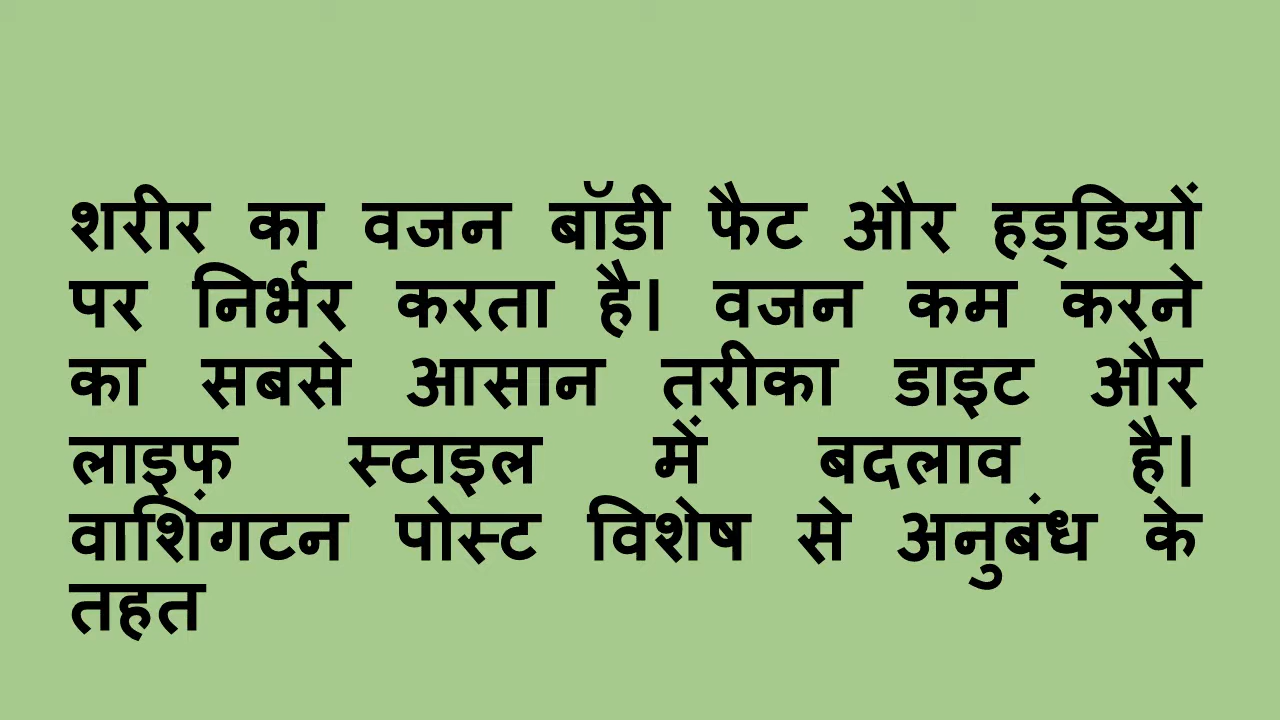 शरीर का वजन बॉडी फैट और हड्डियों
पर निर्भर करता है। वजन कम करने
का सबसे आसान तरीका डाइट और
लाइफ़ स्टाइल में बदलाव है।
वाशिंगटन पोस्ट विशेष से अनुबंध के
तहत